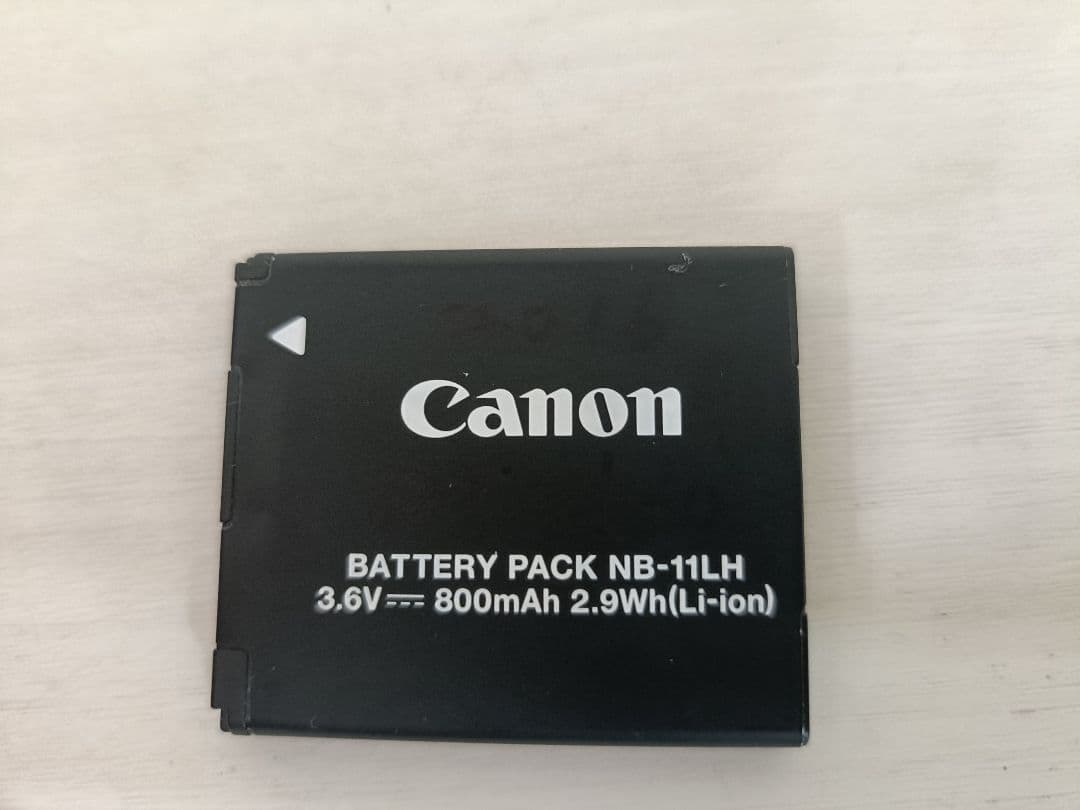 Canon
BATTERY PACK NB-11LH
3.6V⎓ 800mAh 2.9Wh(Li-ion)